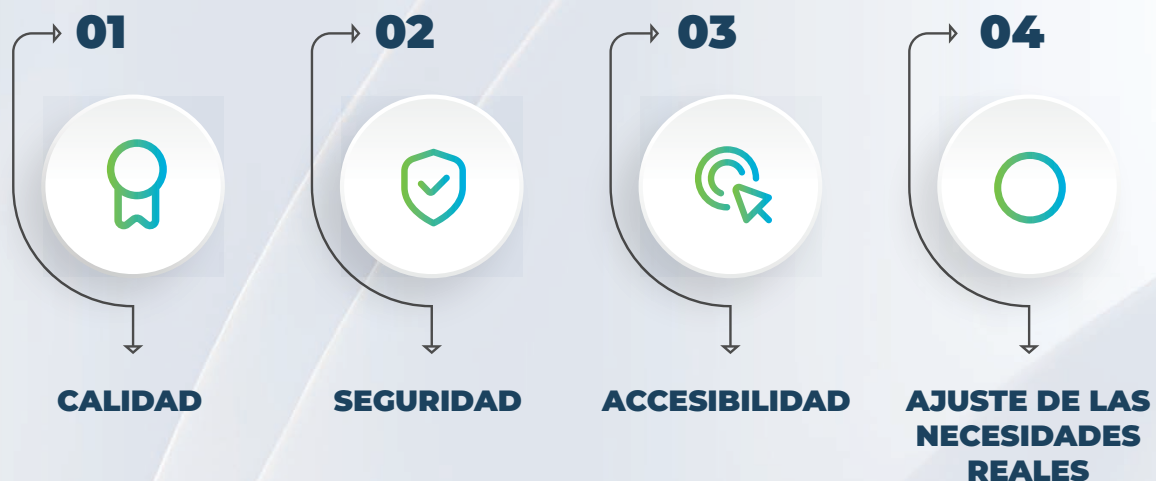 01
02
03
04
CALIDAD
SEGURIDAD
ACCESIBILIDAD
AJUSTE DE LAS
NECESIDADES
REALES